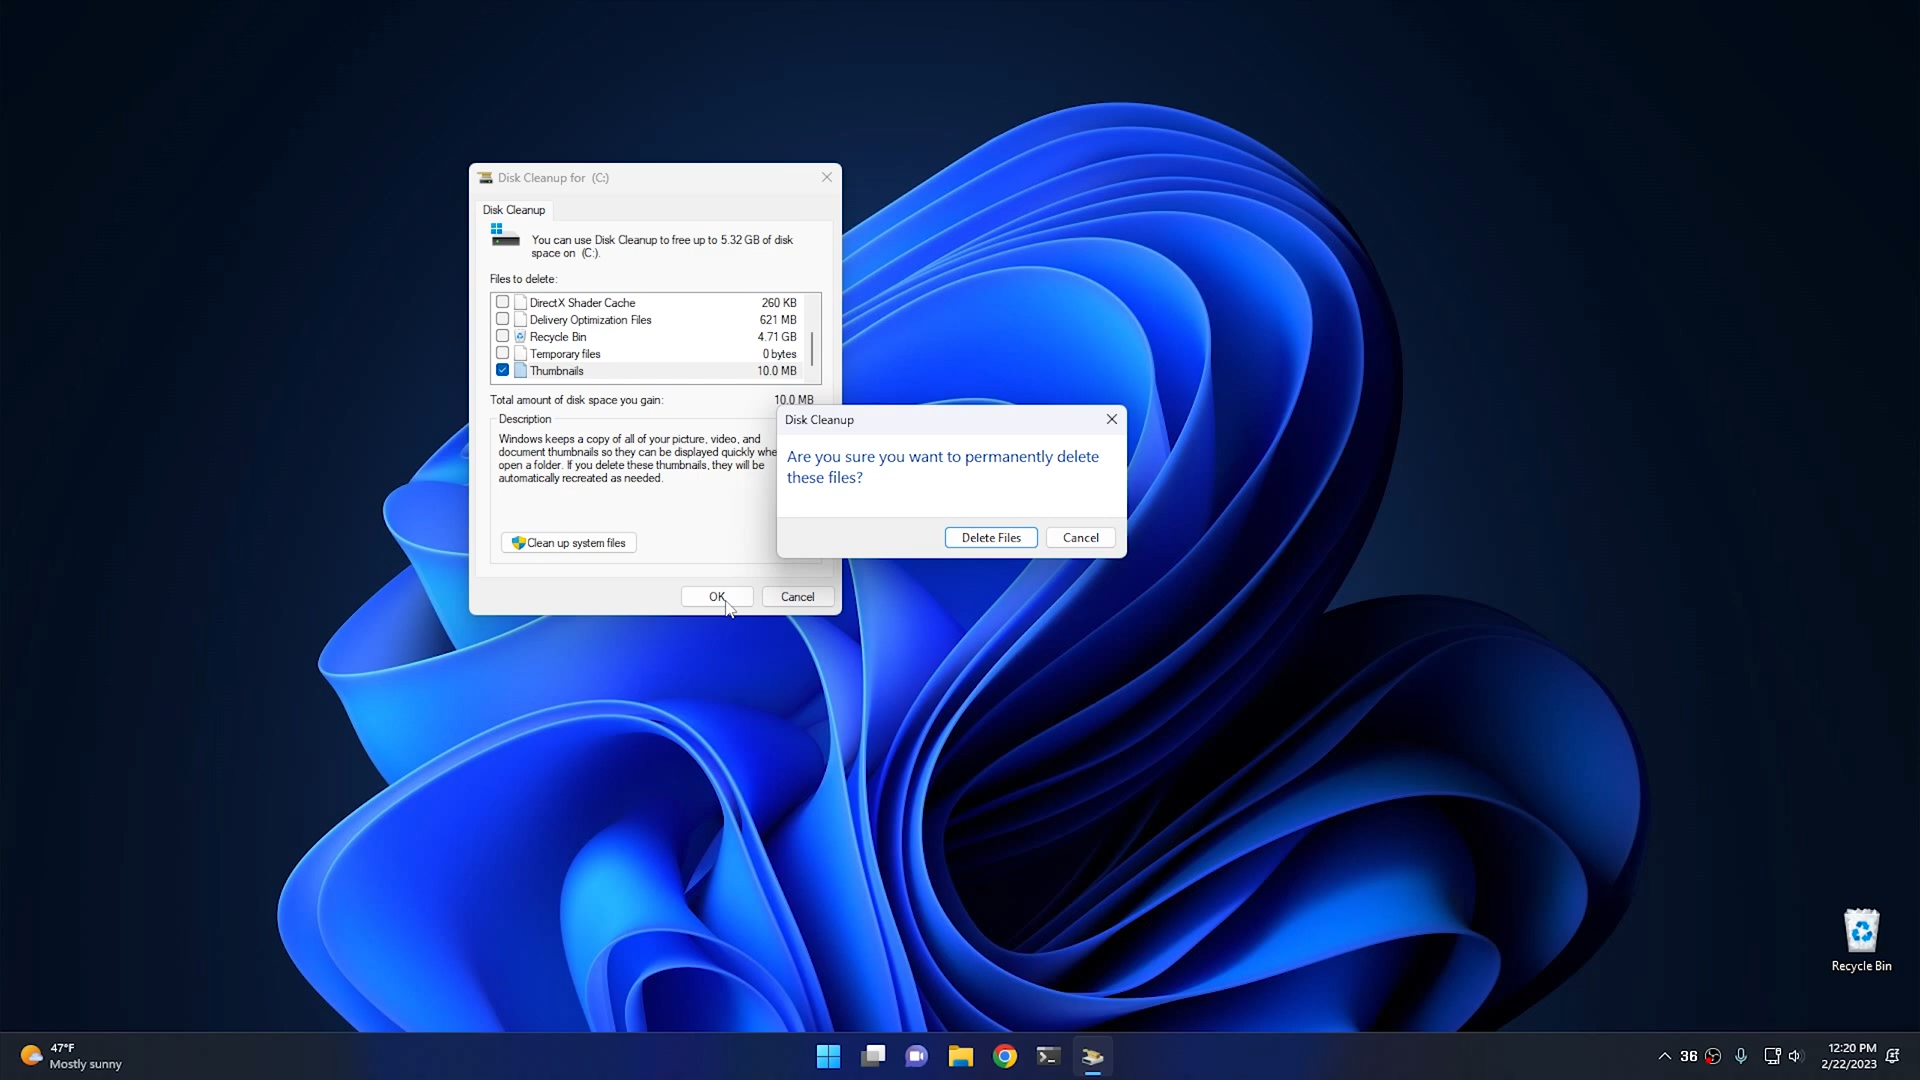 Disk Cleanup for  (C:)
Disk Cleanup
You can use Disk Cleanup to free up to 5.32 GB of disk
space on  (C:).
Files to delete:
DirectX Shader Cache 260 KB
Delivery Optimization Files 621 MB
Recycle Bin 4.71 GB
Temporary files 0 bytes
Thumbnails 10.0 MB
Total amount of disk space you gain: 10.0 MB
Description
Windows keeps a copy of all of your picture, video, and
document thumbnails so they can be displayed quickly whe
open a folder. If you delete these thumbnails, they will be
automatically recreated as needed.
Clean up system files
OK Cancel
Disk Cleanup
Are you sure you want to permanently delete
these files?
Delete Files Cancel
Recycle Bin
47°F
Mostly sunny
36
12:20 PM
2/22/2023